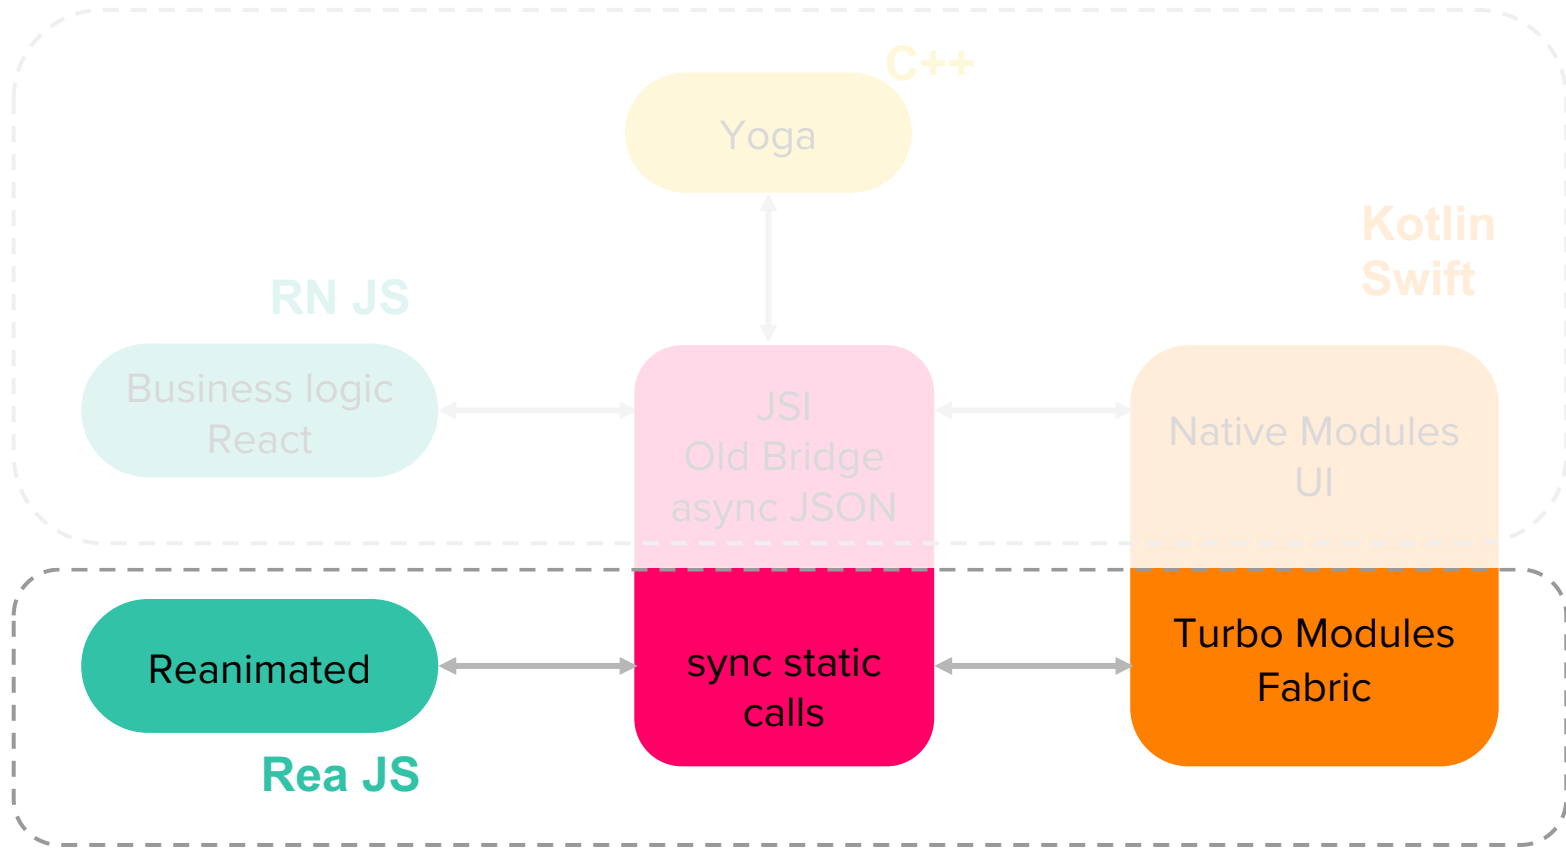 C++
Yoga
Kotlin
Swift
RN JS
Business logic
React
JSI
Old Bridge
async JSON
Native Modules
UI
Reanimated
sync static
calls
Turbo Modules
Fabric
Rea JS